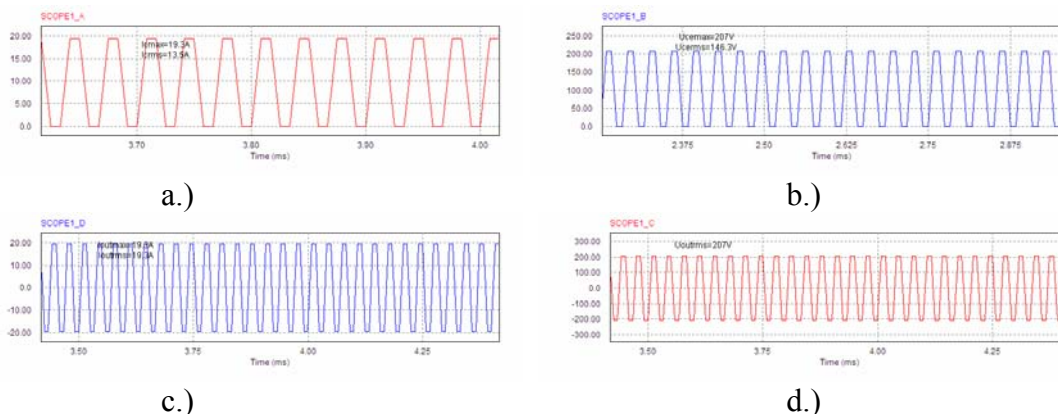 SCOPE1_A
20.00
15.00
10.00
5.00
0.0
Icmax=19.3A
Icrms=13.5A
3.70 3.80 3.90 4.00
Time (ms)
a.)
SCOPE1_B
250.00
200.00
150.00
100.00
50.00
0.0
Ucemax=207V
Ucerms=146.3V
2.375 2.50 2.625 2.75 2.875
Time (ms)
b.)
SCOPE1_D
20.00
10.00
0.0
-10.00
-20.00
Ioutmax=19.3A
Ioutrms=19.3A
3.50 3.75 4.00 4.25
Time (ms)
c.)
SCOPE1_C
300.00
200.00
100.00
0.0
-100.00
-200.00
-300.00
Uoutrms=207V
3.50 3.75 4.00 4.25
Time (ms)
d.)